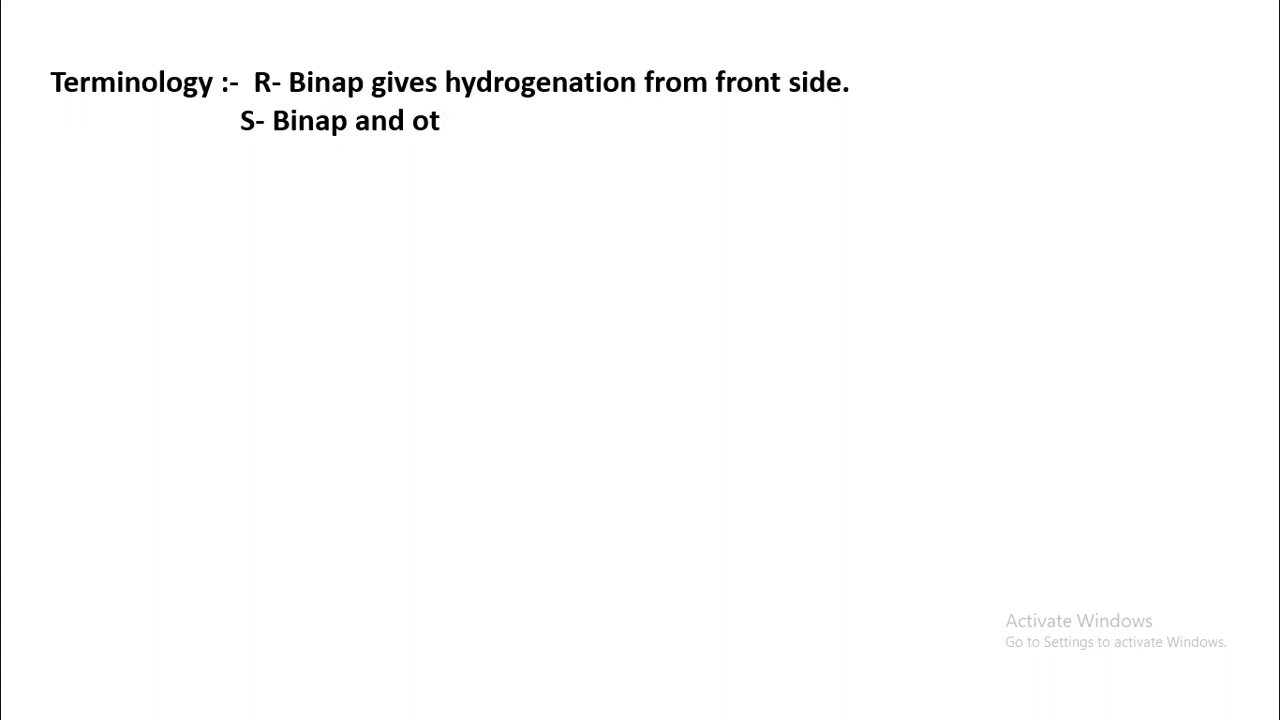 Terminology :- R- Binap gives hydrogenation from front side.
S- Binap and ot
Activate Windows
Go to Settings to activate Windows.